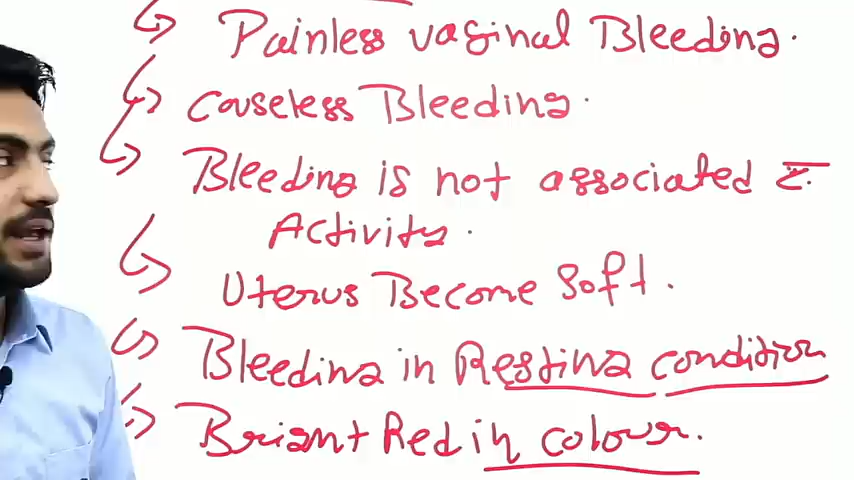 Painless vaginal Bleeding.
Causeless Bleeding.
Bleeding is not associated c̅
Activity.
Uterus Become Soft.
Bleeding in Resting condition
Bright Red in colour.